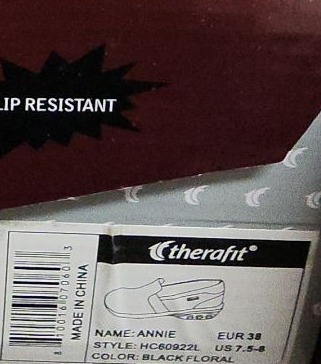 LIP RESISTANT
therafit®
MADE IN CHINA
NAME: ANNIE EUR 38
STYLE: HC60922L US 7.5-8
COLOR: BLACK FLORAL